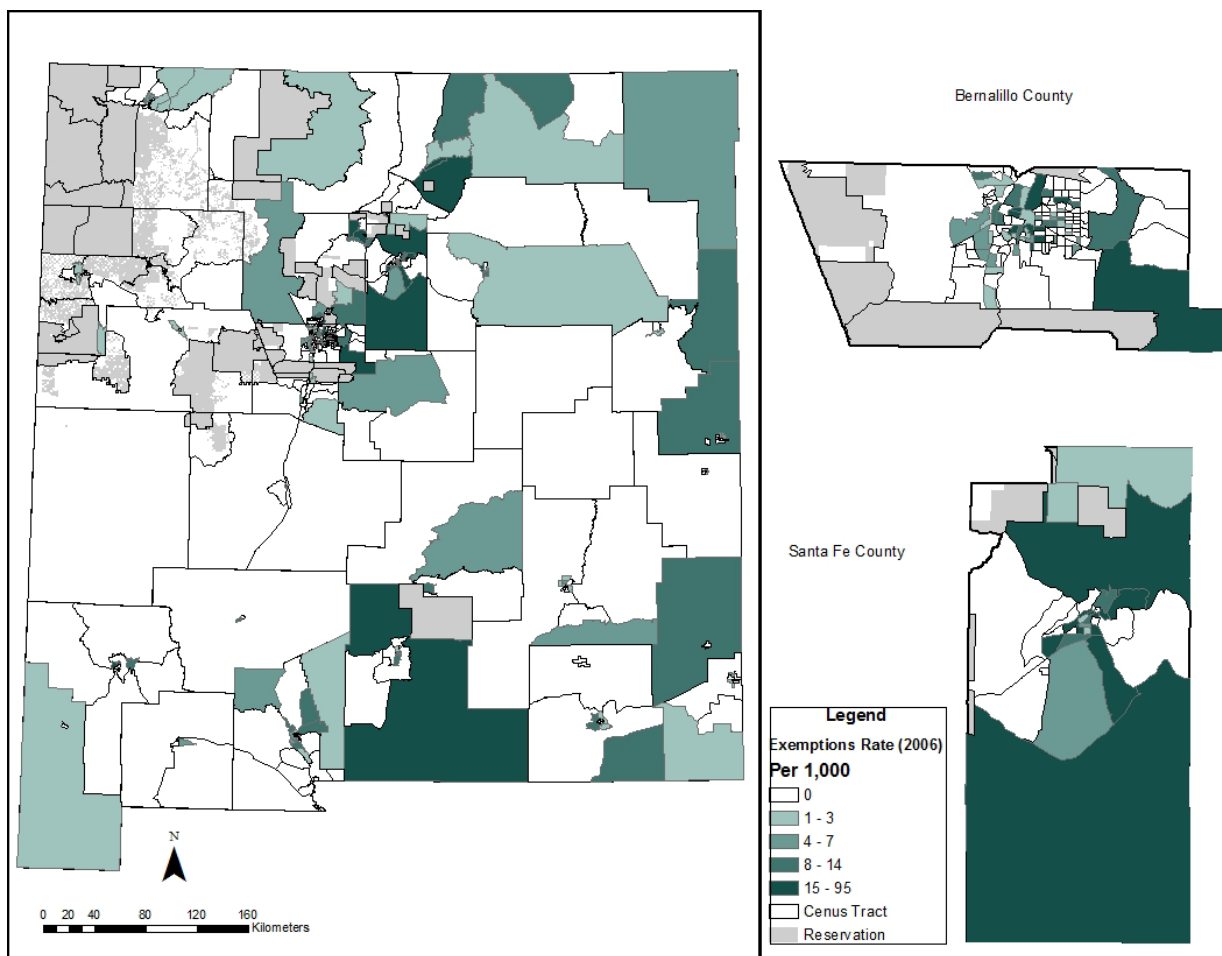 Bernalillo County
Santa Fe County
N
0 20 40 80 120 160
Kilometers
Legend
Exemptions Rate (2006)
Per 1,000
0
1 - 3
4 - 7
8 - 14
15 - 95
Cenus Tract
Reservation